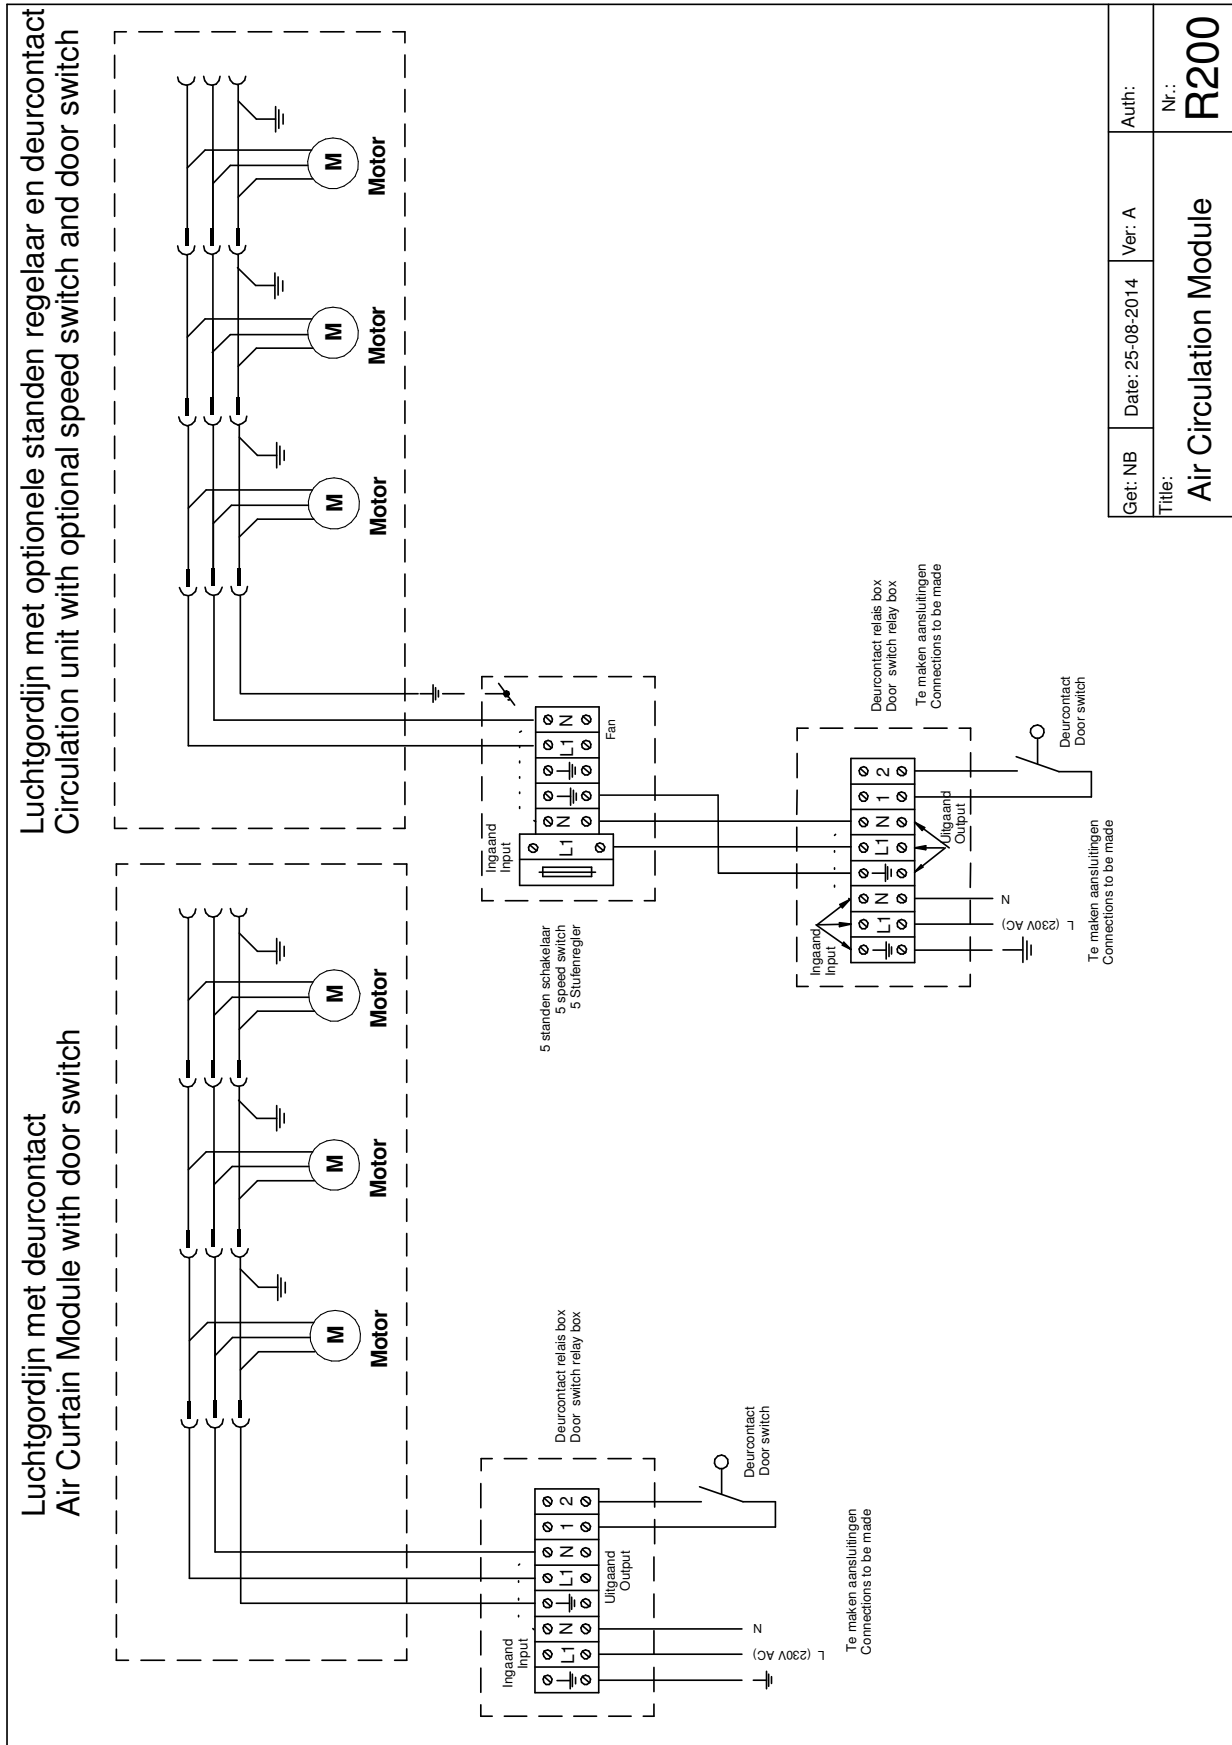 Luchtgordijn met deurcontact
Air Curtain Module with door switch
M
Motor
M
Motor
M
Motor
Deurcontact relais box
Door switch relay box
Ingaand
Input
L1
N
L1
N
1
2
Uitgaand
Output
Deurcontact
Door switch
N
L (230V AC)
Te maken aansluitingen
Connections to be made
Luchtgordijn met optionele standen regelaar en deurcontact
Circulation unit with optional speed switch and door switch
M
Motor
M
Motor
M
Motor
Ingaand
Input
L1
N
L1
N
Fan
5 standen schakelaar
5 speed switch
5 Stufenregler
Deurcontact relais box
Door switch relay box
Te maken aansluitingen
Connections to be made
Ingaand
Input
L1
N
L1
N
1
2
Uitgaand
Output
Deurcontact
Door switch
N
L (230V AC)
Te maken aansluitingen
Connections to be made
Get: NB
Date: 25-08-2014
Ver: A
Auth:
Title:
Air Circulation Module
Nr.:
R200